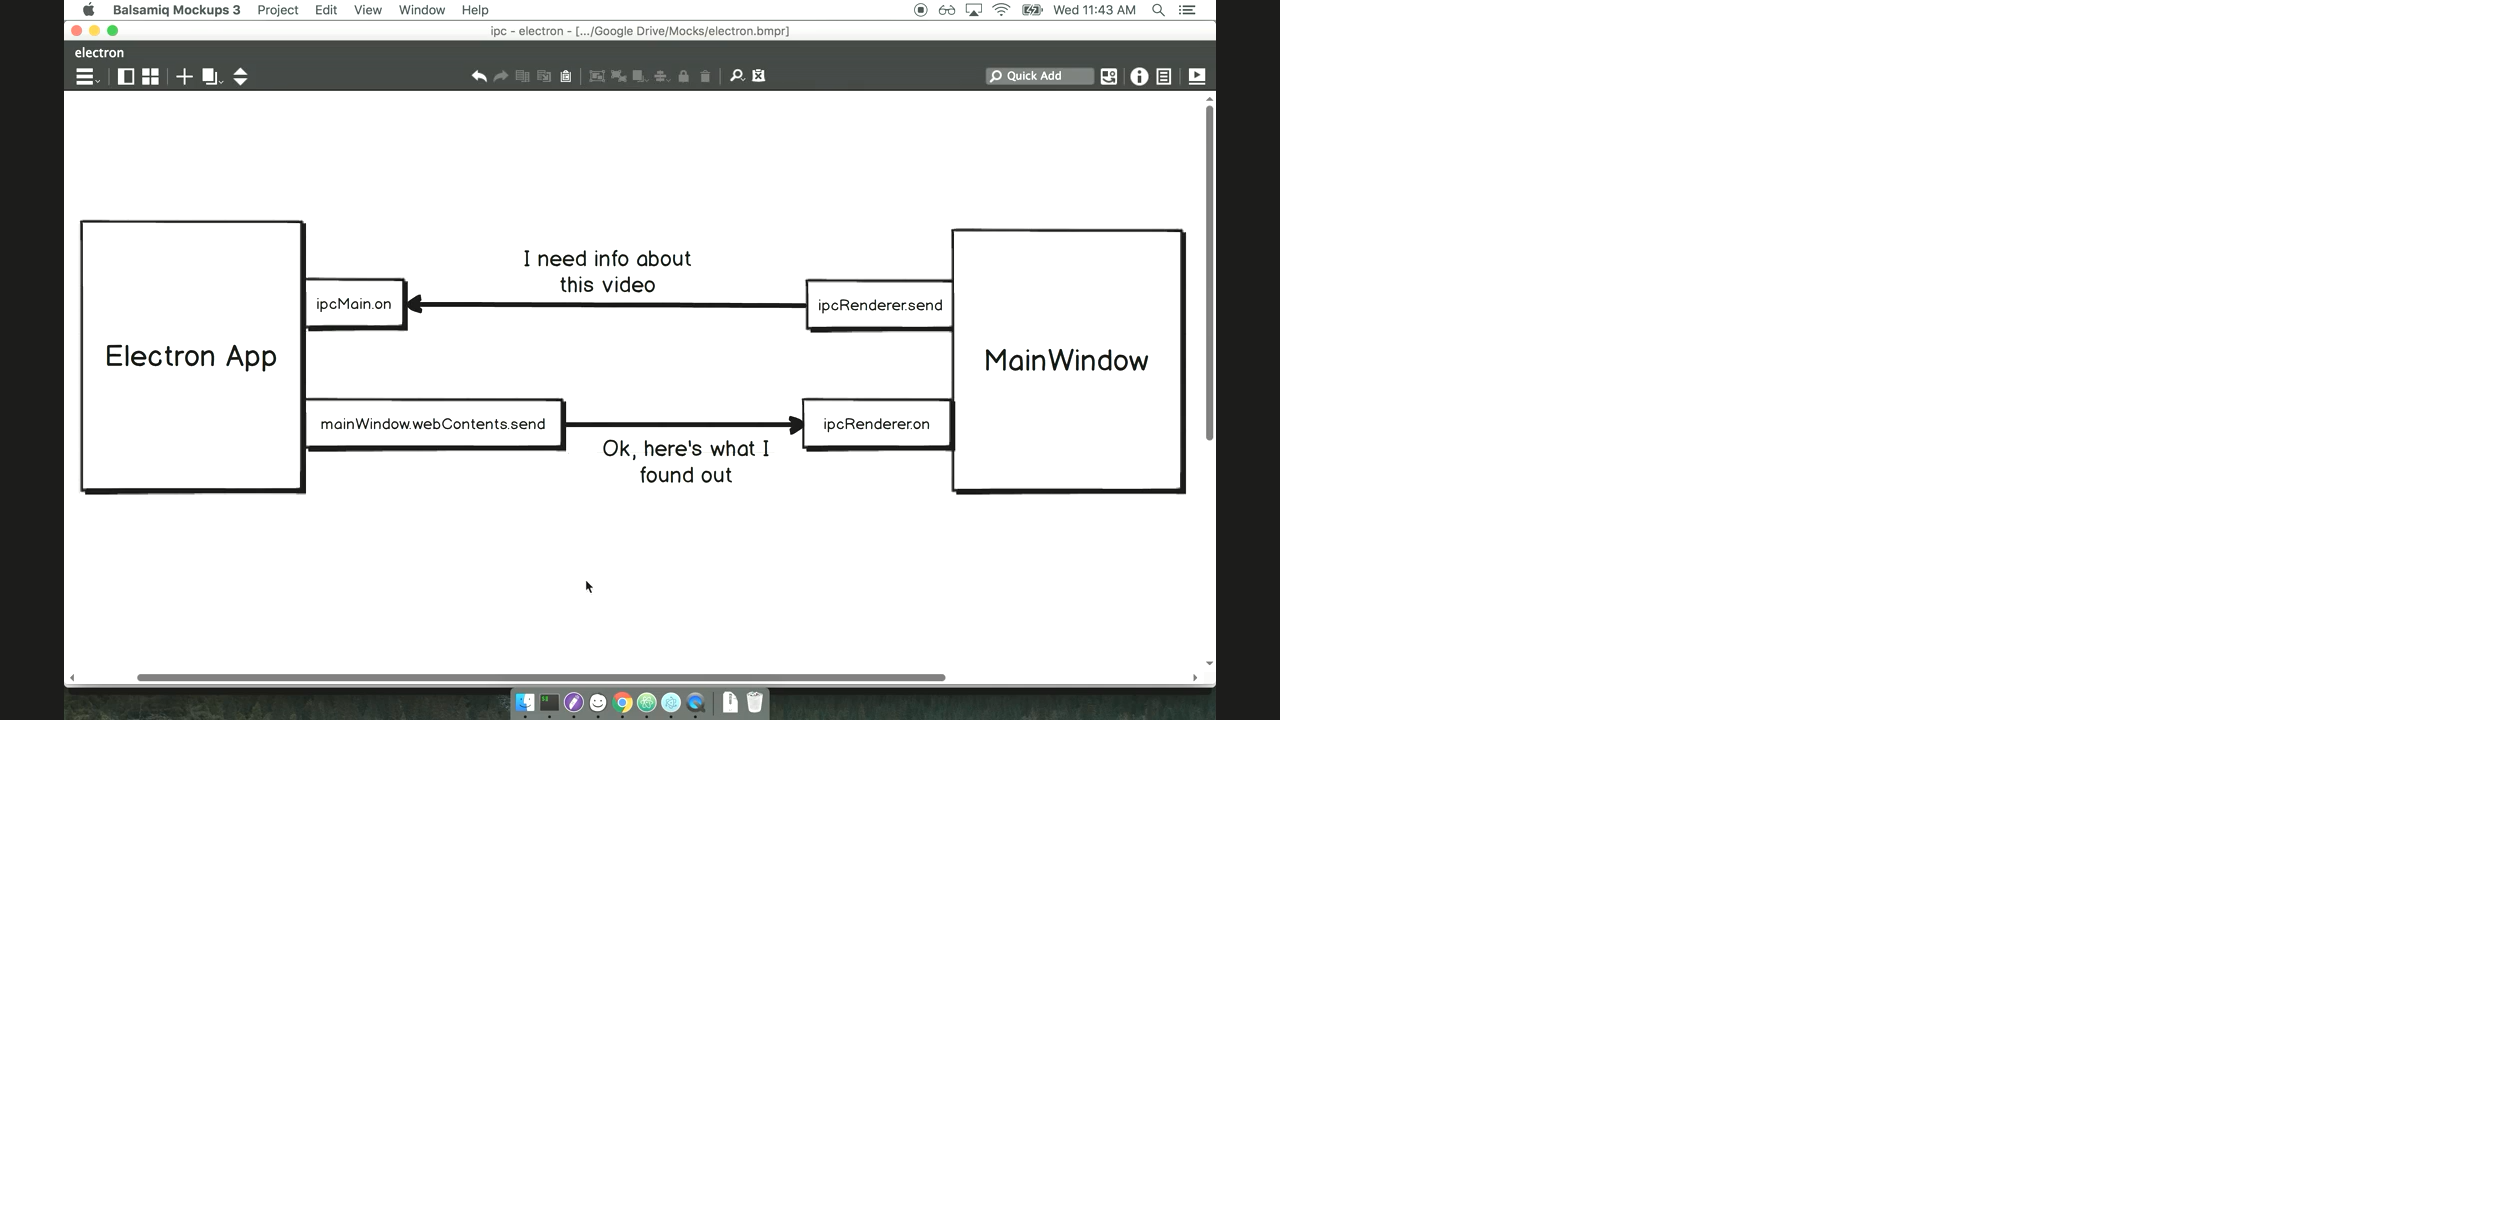 Balsamiq Mockups 3 Project Edit View Window Help Wed 11:43 AM
ipc - electron - [.../Google Drive/Mocks/electron.bmpr]
electron
Quick Add
I need info about
this video
ipcMain.on
ipcRenderer.send
Electron App
MainWindow
mainWindow.webContents.send
ipcRenderer.on
Ok, here's what I
found out